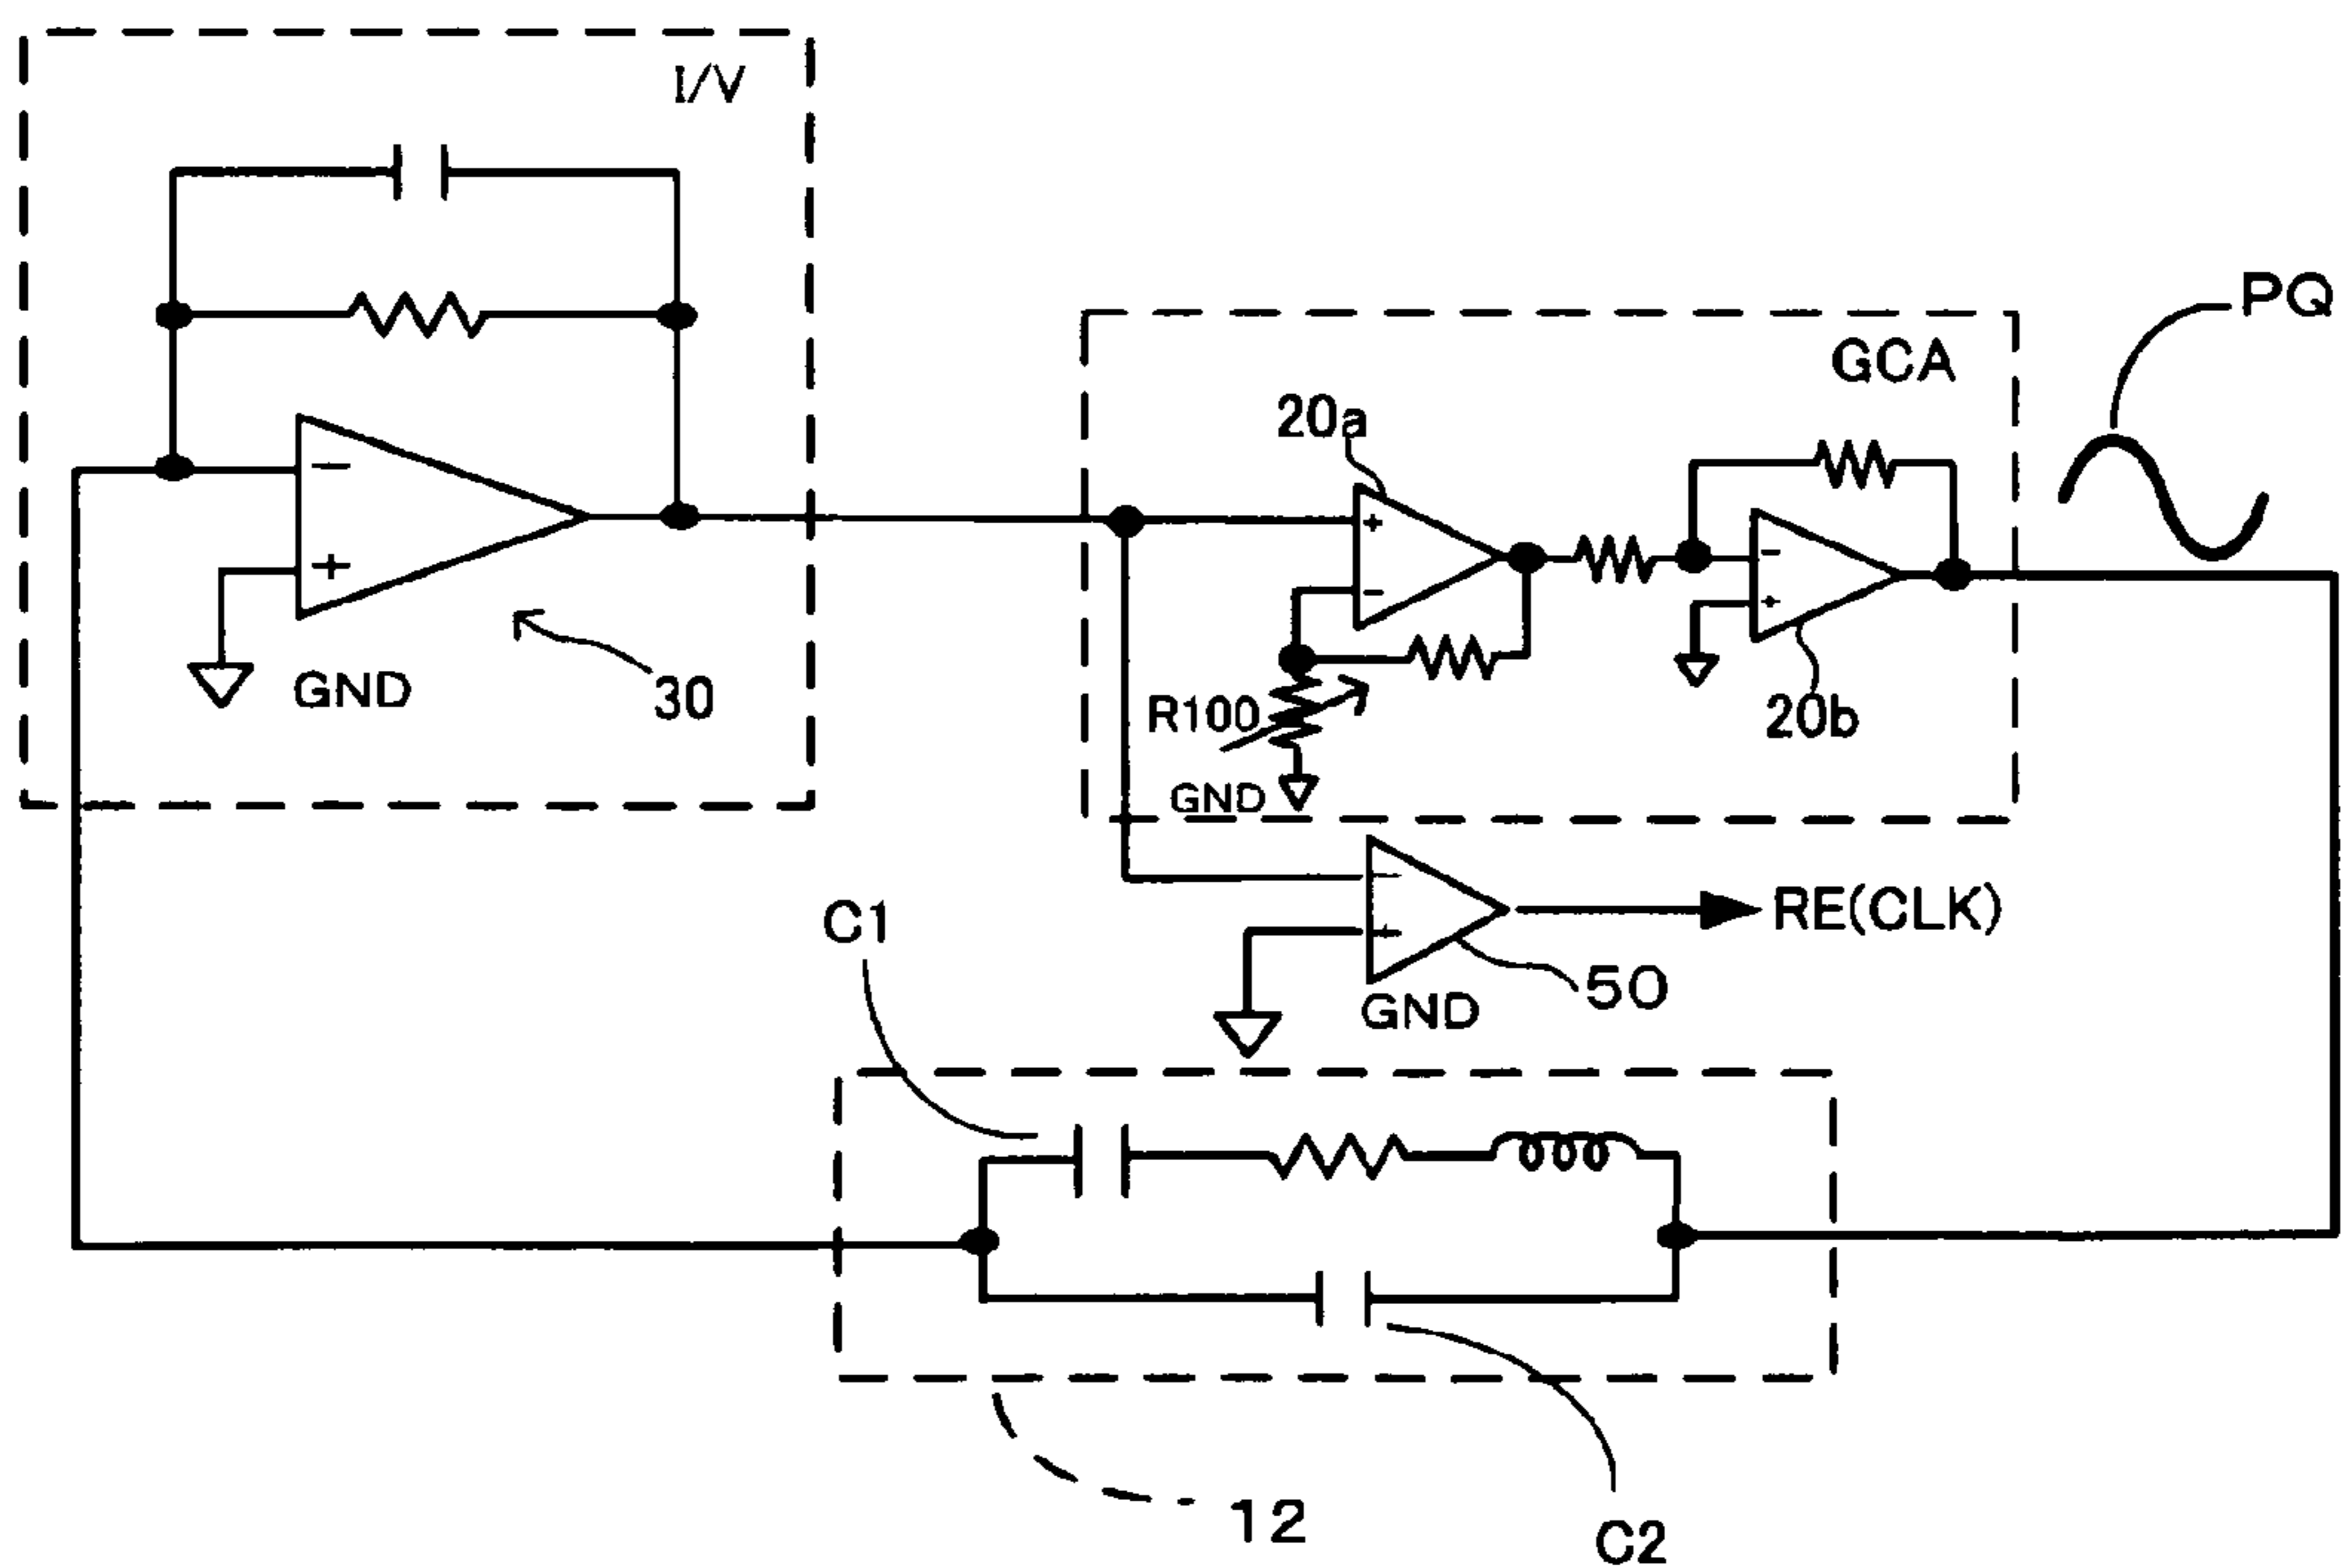 I/V
PQ
GCA
20a
GND
30
R100
20b
GND
C1
RE(CLK)
50
GND
12
C2